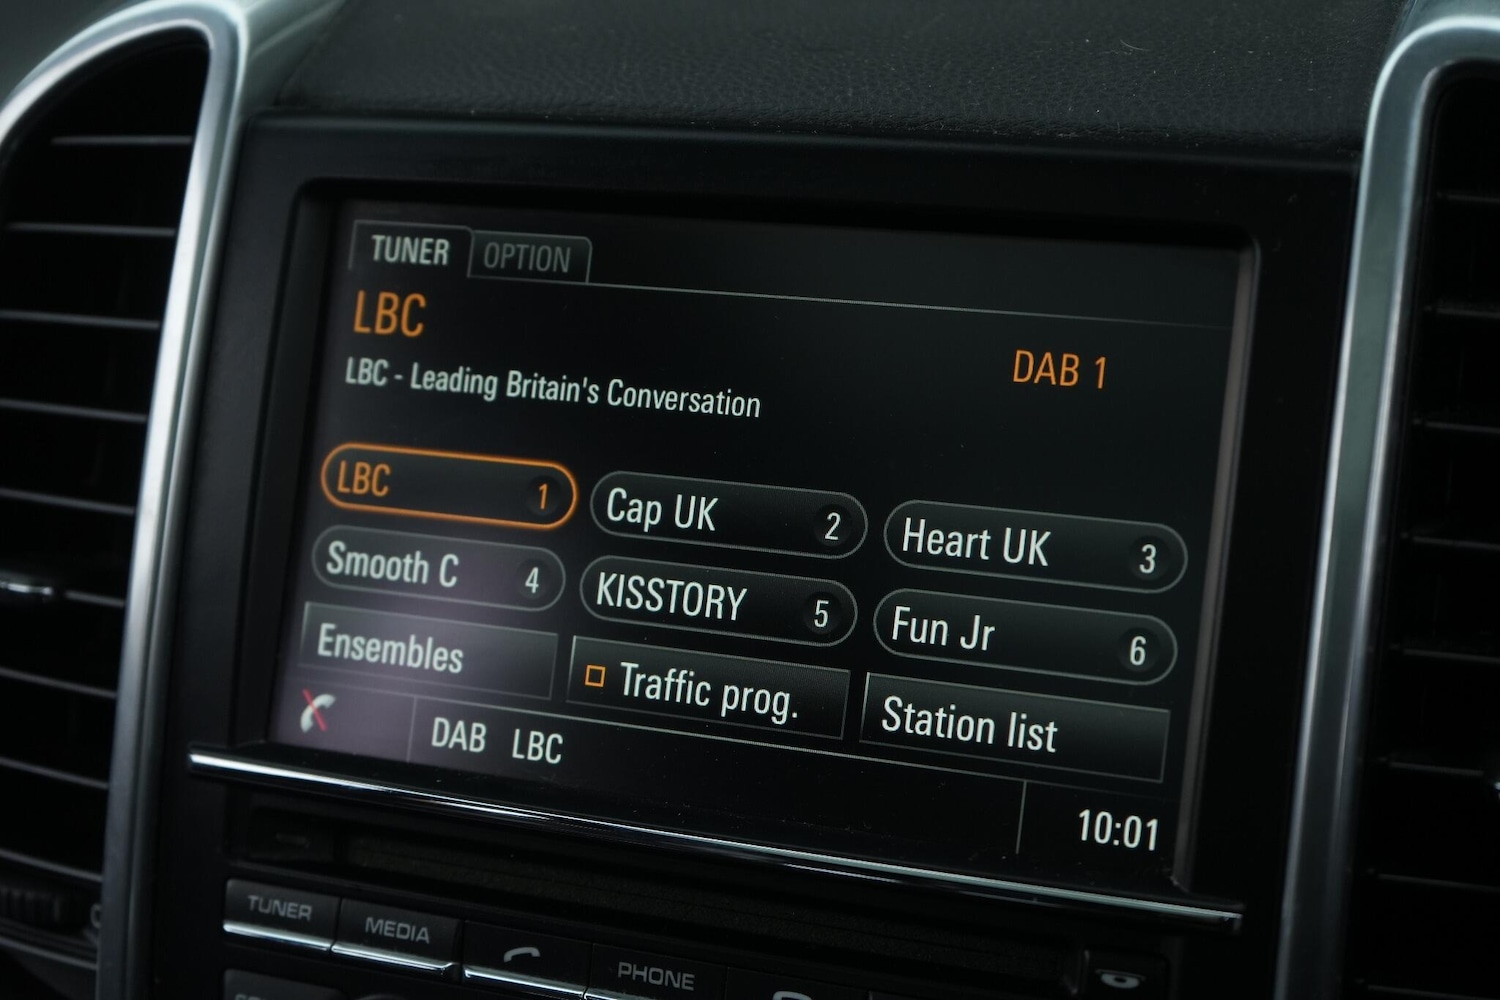 TUNER OPTION
LBC
DAB 1
LBC - Leading Britain's Conversation
LBC 1 Cap UK 2 Heart UK 3
Smooth C 4 KISSTORY 5 Fun Jr 6
Ensembles Traffic prog. Station list
DAB LBC
10:01
TUNER MEDIA PHONE